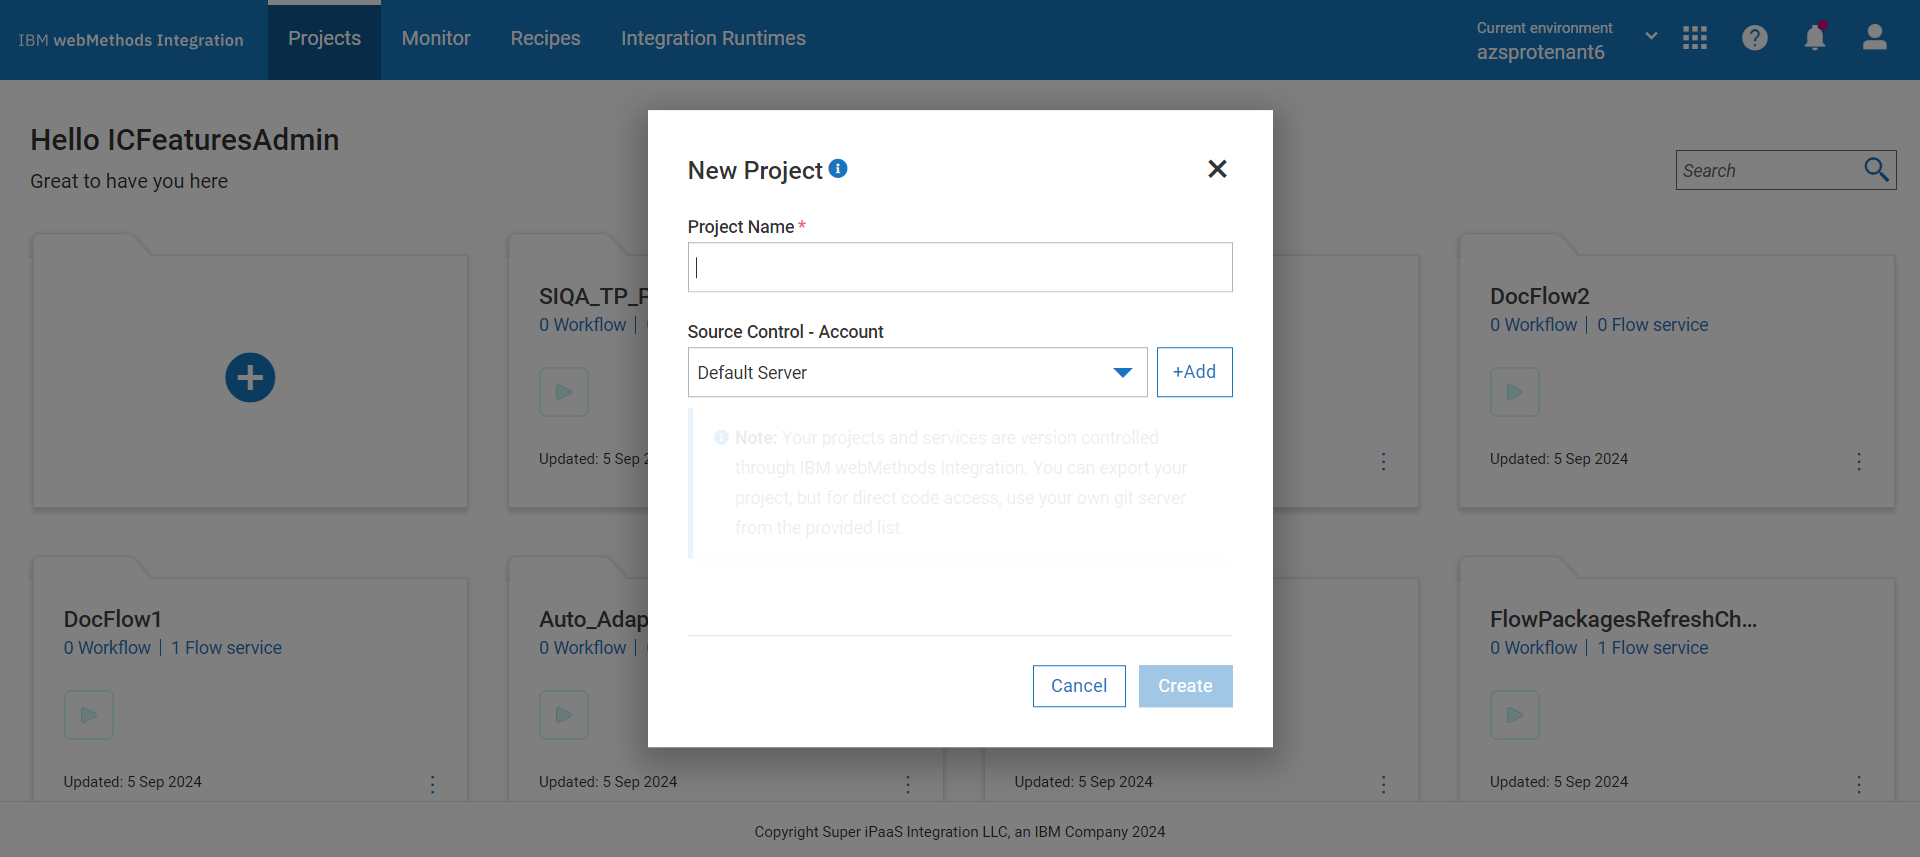 IBM webMethods Integration
Projects
Monitor
Recipes
Integration Runtimes
Current environment
azsprotenant6
Hello ICFeaturesAdmin
Great to have you here
Search
New Project
Project Name *
Source Control - Account
Default Server
+Add
Note: Your projects and services are version controlled
through IBM webMethods Integration. You can export your
project, but for direct code access, use your own git server
from the provided list.
Cancel
Create
SIQA_TP_P
0 Workflow
Updated: 5 Sep 2
DocFlow2
0 Workflow | 0 Flow service
Updated: 5 Sep 2024
DocFlow1
0 Workflow | 1 Flow service
Updated: 5 Sep 2024
Auto_Adap
0 Workflow
Updated: 5 Sep 2024
Updated: 5 Sep 2024
FlowPackagesRefreshCh...
0 Workflow | 1 Flow service
Updated: 5 Sep 2024
Copyright Super iPaaS Integration LLC, an IBM Company 2024